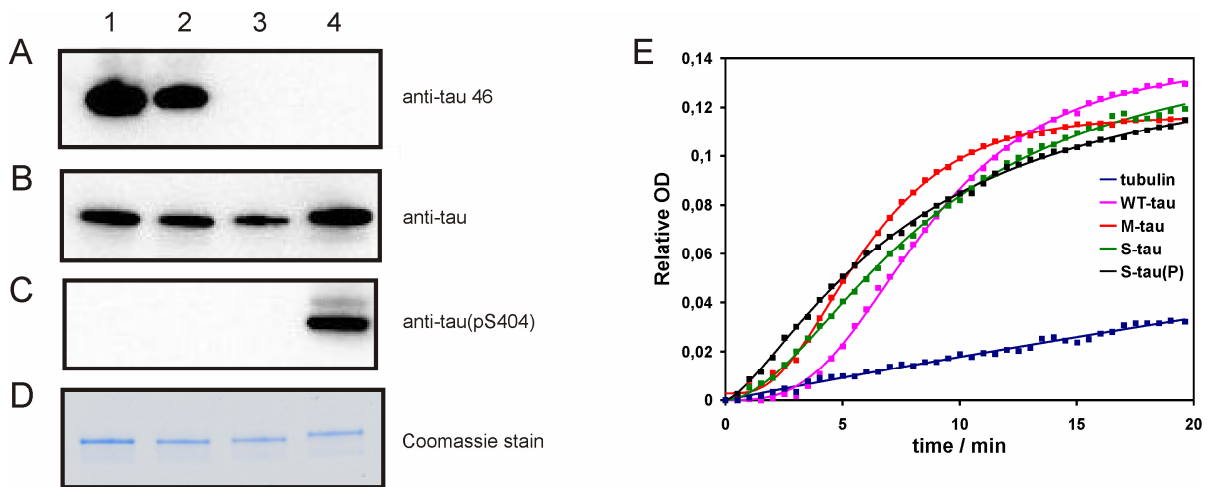 1 2 3 4
A
anti-tau 46
B
anti-tau
C
anti-tau(pS404)
D
Coomassie stain
E
0,14
0,12
0,1
0,08
0,06
0,04
0,02
0
Relative OD
tubulin
WT-tau
M-tau
S-tau
S-tau(P)
0 5 10 15 20
time / min